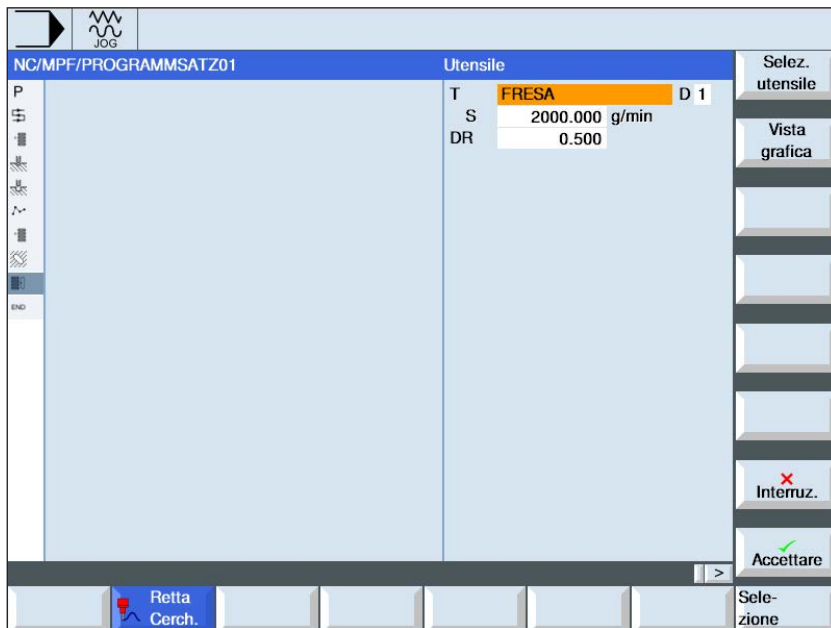 JOG
NC/MPF/PROGRAMMSATZ01
Utensile
T FRESA D 1
S 2000.000 g/min
DR 0.500
P
END
Selez.
utensile
Vista
grafica
Interruz.
Accettare
>
Retta
Cerch.
Sele-
zione